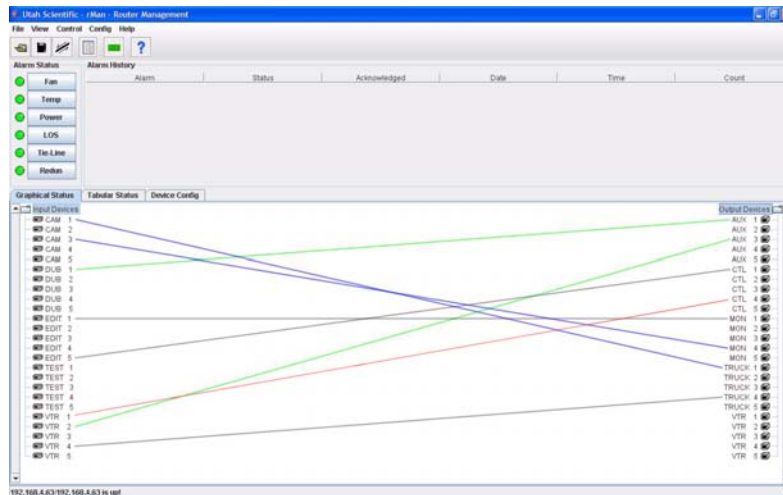 Utah Scientific - rMan - Router Management
File View Control Config Help
Alarm Status Alarm History
Alarm Status Acknowledged Date Time Count
Fan
Temp
Power
LOS
Tie-Line
Redun
Graphical Status Tabular Status Device Config
Input Devices Output Devices
CAM 1 AUX 1
CAM 2 AUX 2
CAM 3 AUX 3
CAM 4 AUX 4
CAM 5 AUX 5
DUB 1 CTL 1
DUB 2 CTL 2
DUB 3 CTL 3
DUB 4 CTL 4
DUB 5 CTL 5
EDIT 1 MON 1
EDIT 2 MON 2
EDIT 3 MON 3
EDIT 4 MON 4
EDIT 5 MON 5
TEST 1 TRUCK 1
TEST 2 TRUCK 2
TEST 3 TRUCK 3
TEST 4 TRUCK 4
TEST 5 TRUCK 5
VTR 1 VTR 1
VTR 2 VTR 2
VTR 3 VTR 3
VTR 4 VTR 4
VTR 5 VTR 5
192.168.4.63/192.168.4.63 is up!